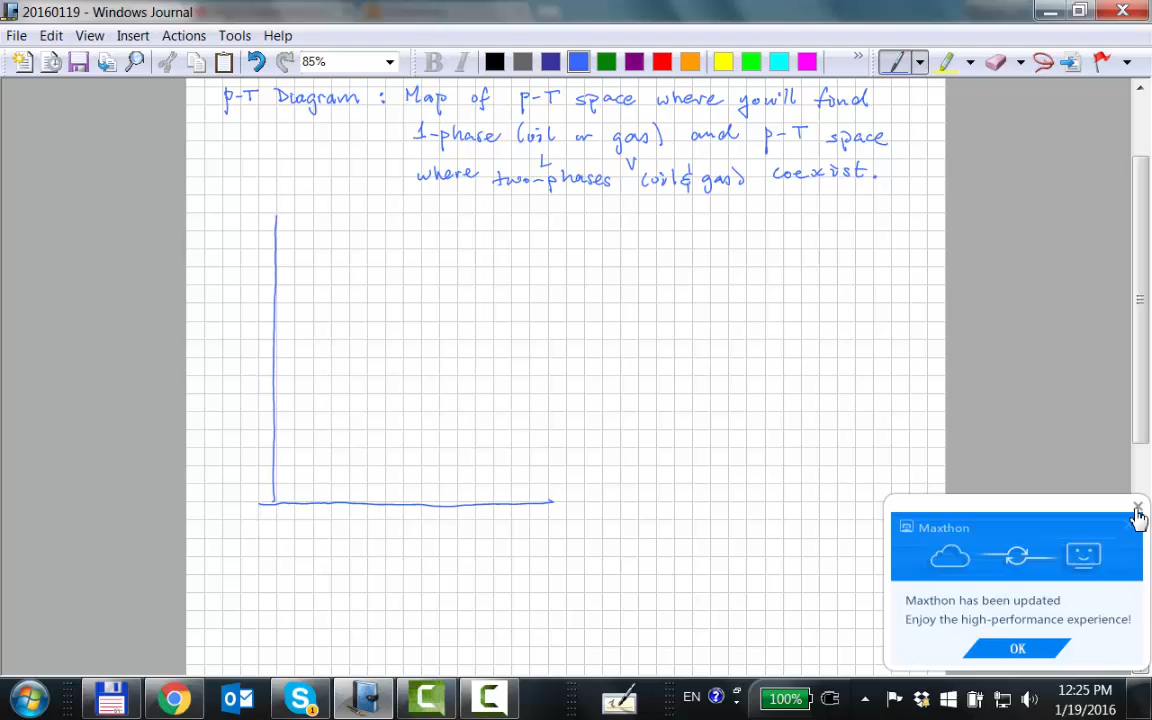 20160119 - Windows Journal
File Edit View Insert Actions Tools Help
85% B I
p-T Diagram : Map of p-T space where you'll find
1-phase (oil or gas) and p-T space
L V
where two-phases (oil & gas) coexist.
Maxthon
Maxthon has been updated
Enjoy the high-performance experience!
OK
EN 100% 12:25 PM
1/19/2016